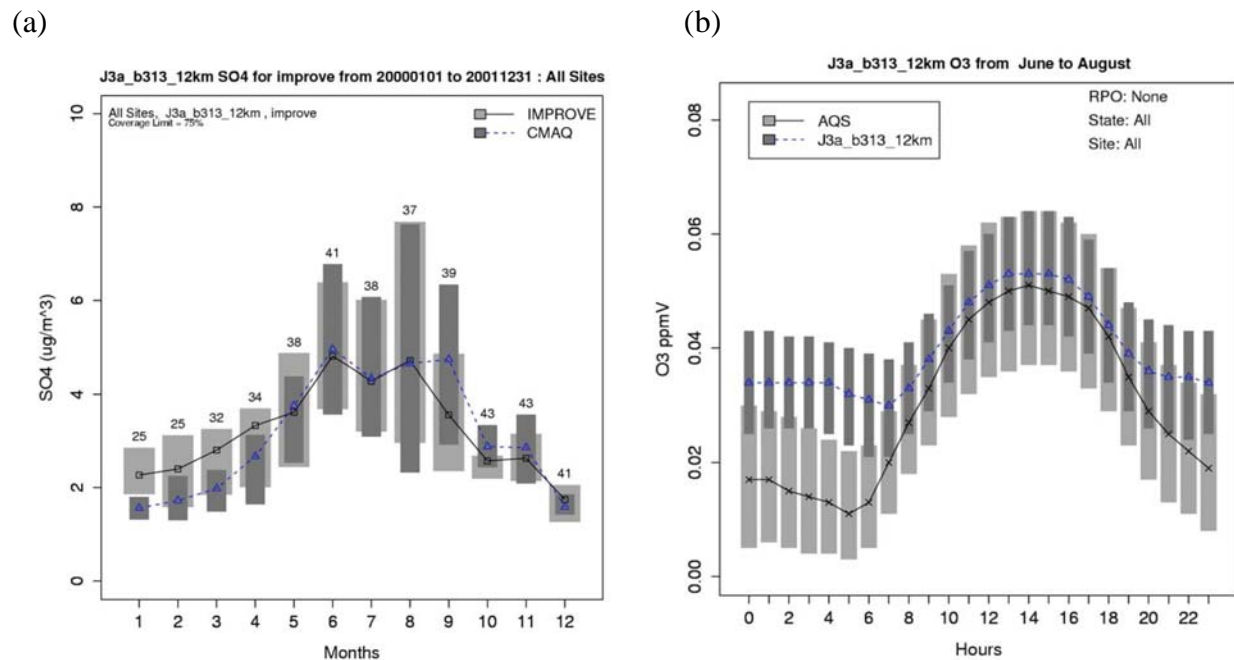 (a)
J3a_b313_12km SO4 for improve from 20000101 to 20011231 : All Sites
All Sites, J3a_b313_12km , improve
Coverage Limit = 75%
IMPROVE
CMAQ
SO4 (ug/m^3)
10
8
6
4
2
0
25
25
32
34
38
41
38
37
39
43
43
41
1 2 3 4 5 6 7 8 9 10 11 12
Months
(b)
J3a_b313_12km O3 from June to August
AQS
J3a_b313_12km
RPO: None
State: All
Site: All
O3 ppmV
0.08
0.06
0.04
0.02
0.00
0 2 4 6 8 10 12 14 16 18 20 22
Hours